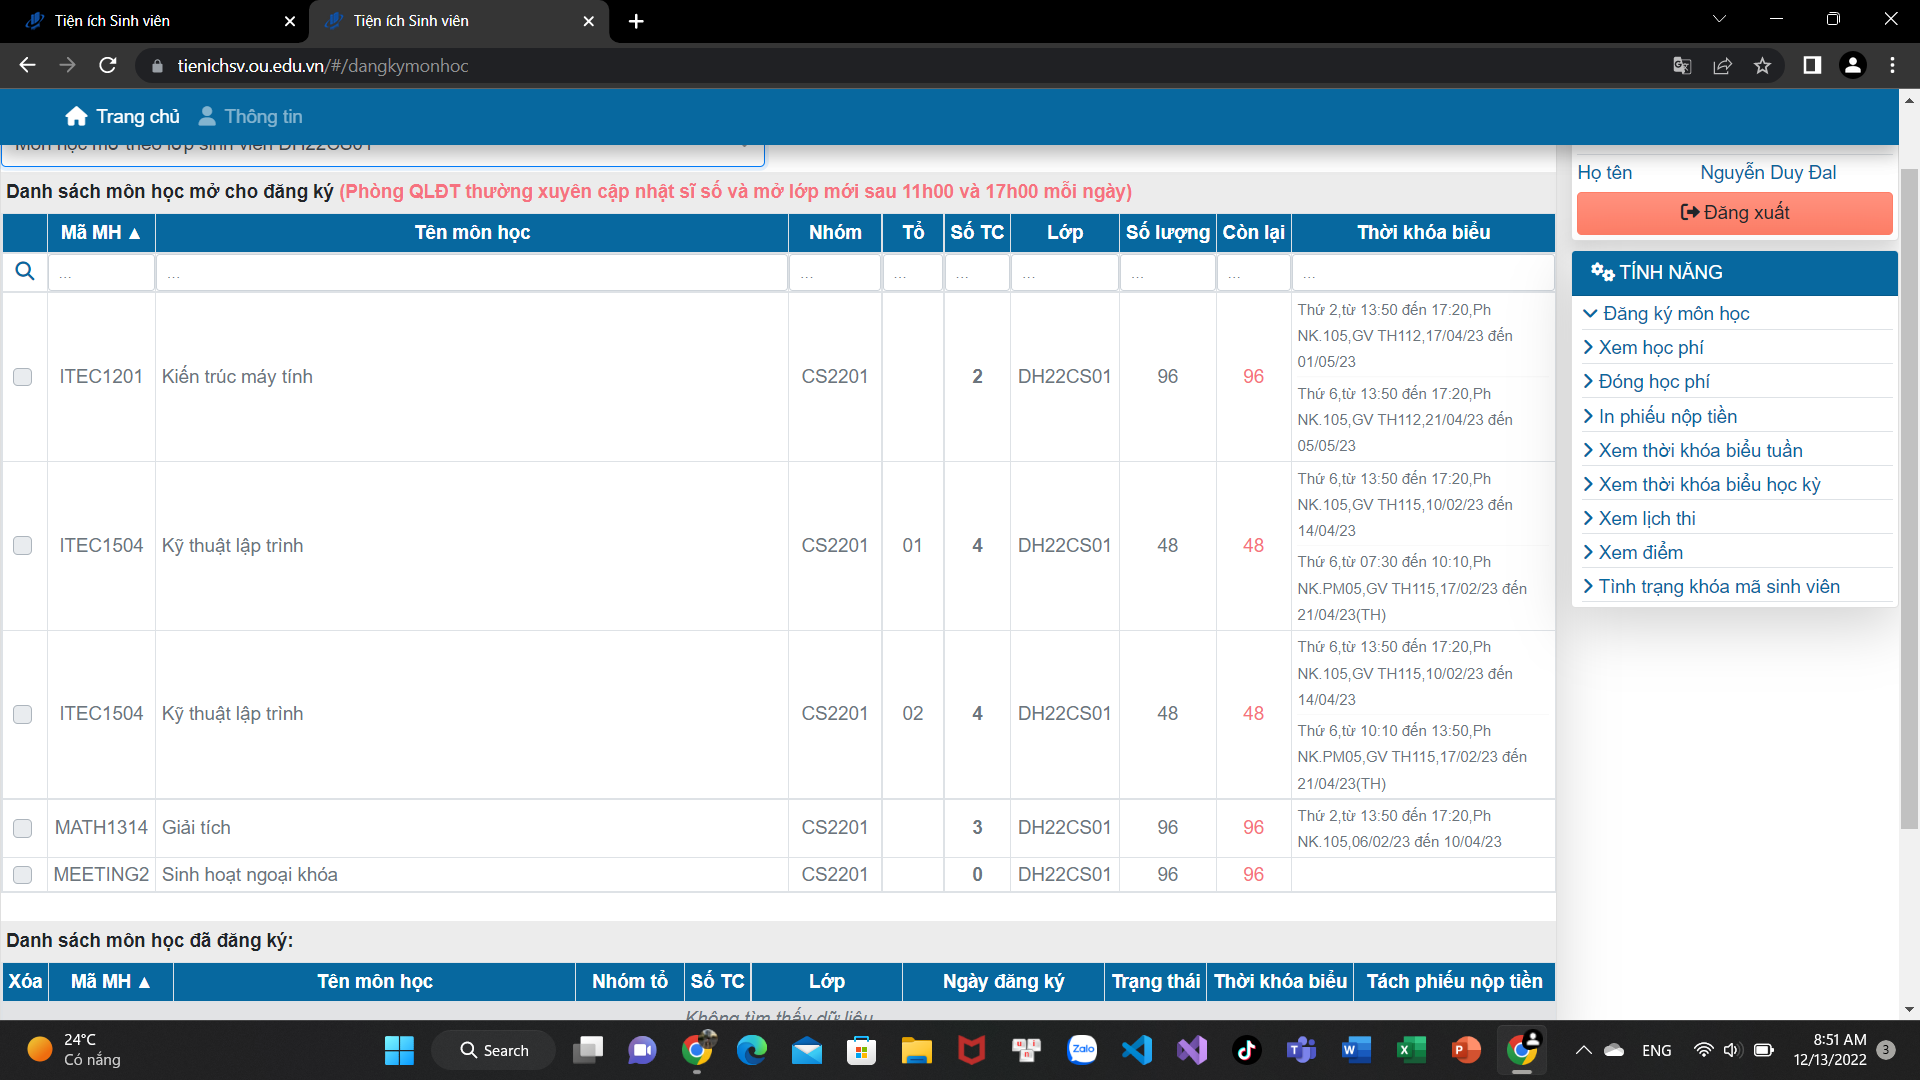 Tiện ích Sinh viên
Tiện ích Sinh viên
tienichsv.ou.edu.vn/#/dangkymonhoc
Trang chủ
Thông tin
Môn học mở theo lớp sinh viên DH22CS01
Danh sách môn học mở cho đăng ký (Phòng QLĐT thường xuyên cập nhật sĩ số và mở lớp mới sau 11h00 và 17h00 mỗi ngày)
Mã MH ▲ Tên môn học Nhóm Tổ Số TC Lớp Số lượng Còn lại Thời khóa biểu
... ... ... ... ... ... ... ... ...
ITEC1201 Kiến trúc máy tính CS2201 2 DH22CS01 96 96
Thứ 2,từ 13:50 đến 17:20,Ph
NK.105,GV TH112,17/04/23 đến
01/05/23
Thứ 6,từ 13:50 đến 17:20,Ph
NK.105,GV TH112,21/04/23 đến
05/05/23
ITEC1504 Kỹ thuật lập trình CS2201 01 4 DH22CS01 48 48
Thứ 6,từ 13:50 đến 17:20,Ph
NK.105,GV TH115,10/02/23 đến
14/04/23
Thứ 6,từ 07:30 đến 10:10,Ph
NK.PM05,GV TH115,17/02/23 đến
21/04/23(TH)
ITEC1504 Kỹ thuật lập trình CS2201 02 4 DH22CS01 48 48
Thứ 6,từ 13:50 đến 17:20,Ph
NK.105,GV TH115,10/02/23 đến
14/04/23
Thứ 6,từ 10:10 đến 13:50,Ph
NK.PM05,GV TH115,17/02/23 đến
21/04/23(TH)
MATH1314 Giải tích CS2201 3 DH22CS01 96 96
Thứ 2,từ 13:50 đến 17:20,Ph
NK.105,06/02/23 đến 10/04/23
MEETING2 Sinh hoạt ngoại khóa CS2201 0 DH22CS01 96 96
Danh sách môn học đã đăng ký:
Xóa Mã MH ▲ Tên môn học Nhóm tổ Số TC Lớp Ngày đăng ký Trạng thái Thời khóa biểu Tách phiếu nộp tiền
Không tìm thấy dữ liệu
Họ tên Nguyễn Duy Đal
Đăng xuất
TÍNH NĂNG
Đăng ký môn học
Xem học phí
Đóng học phí
In phiếu nộp tiền
Xem thời khóa biểu tuần
Xem thời khóa biểu học kỳ
Xem lịch thi
Xem điểm
Tình trạng khóa mã sinh viên
24°C
Có nắng
Search
Zalo
ENG
8:51 AM
12/13/2022
3